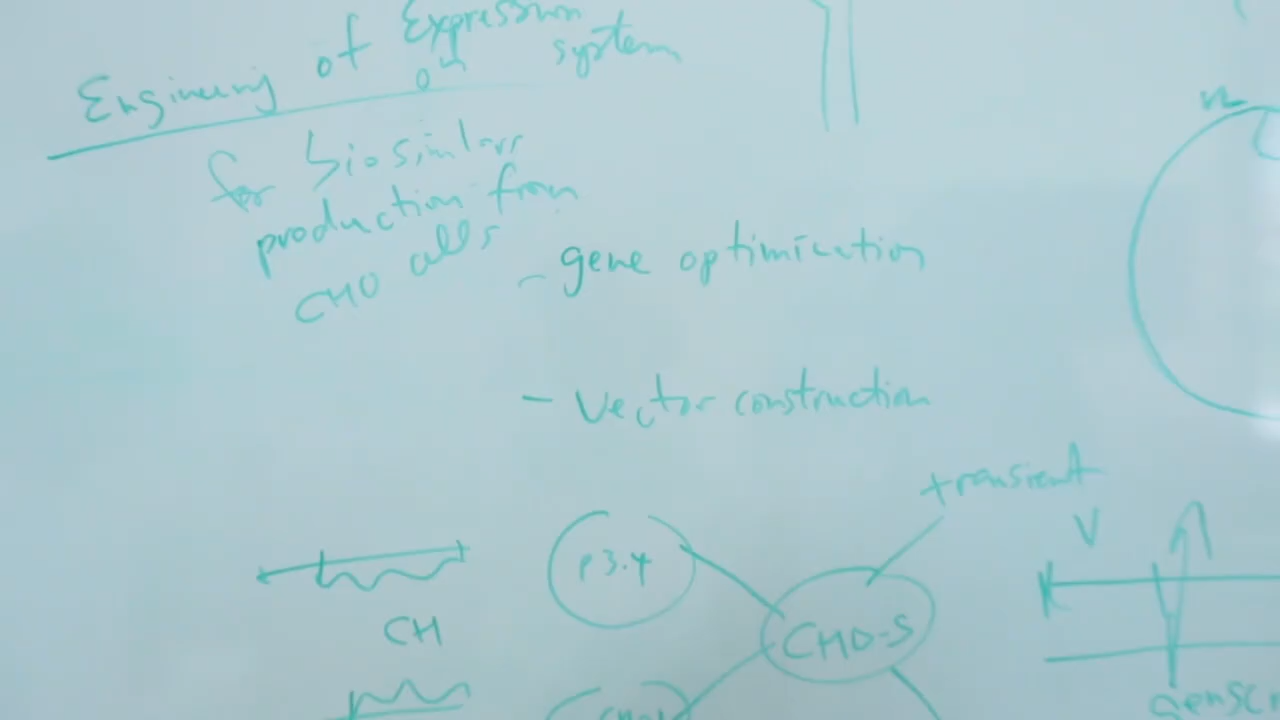 Engineering of Expression system
for biosimilars
production from
CHO cells
- gene optimization
- Vector construction
transient
V
p3.4
CHO-S
CH